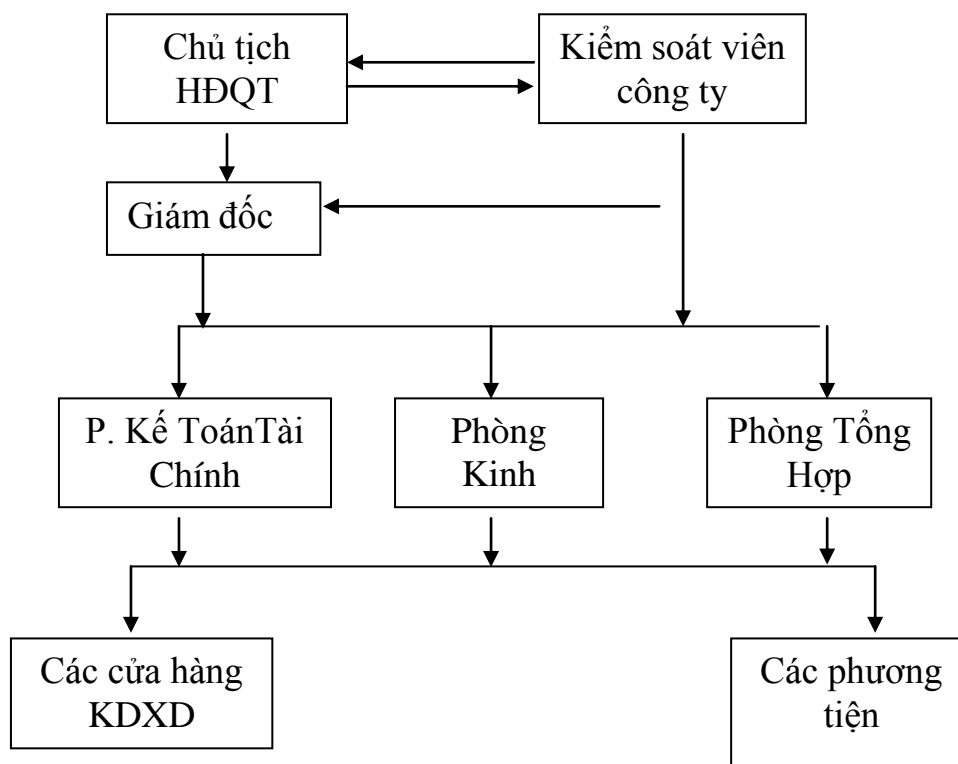 Chủ tịch
HĐQT
Kiểm soát viên
công ty
Giám đốc
P. Kế ToánTài
Chính
Phòng
Kinh
Phòng Tổng
Hợp
Các cửa hàng
KDXD
Các phương
tiện